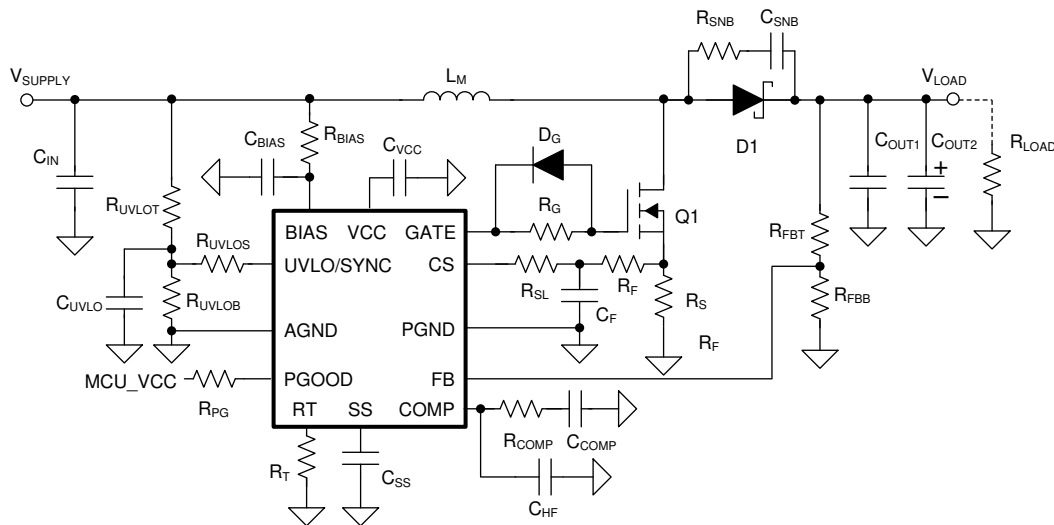 RSNB
CSNB
VSUPPLY
LM
VLOAD
D1
CIN
CBIAS
RBIAS
CVCC
DG
COUT1
COUT2
RLOAD
+
−
RUVLOT
BIAS
VCC
GATE
RG
Q1
RFBT
RUVLOS
UVLO/SYNC
CS
RSL
RF
CF
RS
RFBB
CUVLO
RUVLOB
AGND
PGND
RF
MCU_VCC
RPG
PGOOD
FB
RT
SS
COMP
RCOMP
CCOMP
RT
CSS
CHF